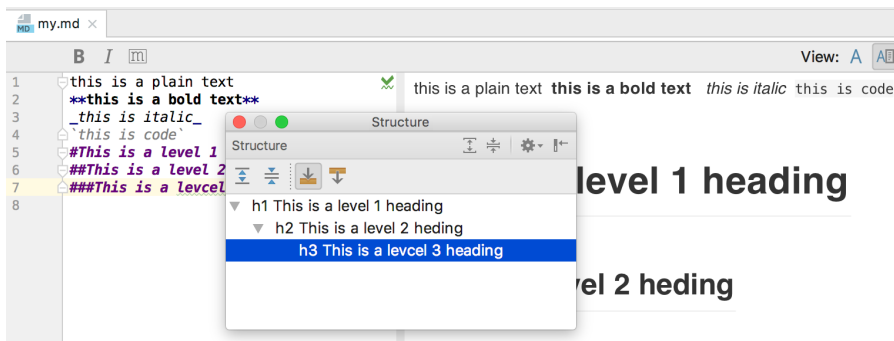 MD my.md ×
B I m View: A A
1 this is a plain text
2 **this is a bold text**
3 _this is italic_
4 `this is code`
5 #This is a level 1
6 ##This is a level 2
7 ###This is a levcel
8
this is a plain text this is a bold text this is italic this is code
level 1 heading
vel 2 heding
Structure
Structure
h1 This is a level 1 heading
h2 This is a level 2 heding
h3 This is a levcel 3 heading